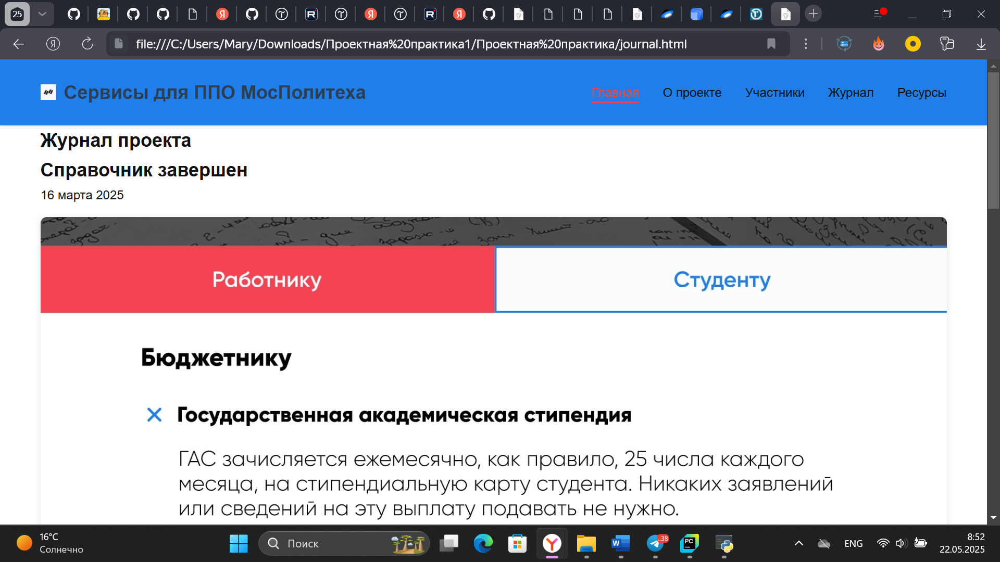 25
file:///C:/Users/Mary/Downloads/Проектная%20практика1/Проектная%20практика/journal.html
Сервисы для ППО МосПолитеха
Главная
О проекте
Участники
Журнал
Ресурсы
Журнал проекта
Справочник завершен
16 марта 2025
Работнику
Студенту
Бюджетнику
Государственная академическая стипендия
ГАС зачисляется ежемесячно, как правило, 25 числа каждого
месяца, на стипендиальную карту студента. Никаких заявлений
или сведений на эту выплату подавать не нужно.
16°C
Солнечно
Поиск
38
PC
ENG
8:52
22.05.2025